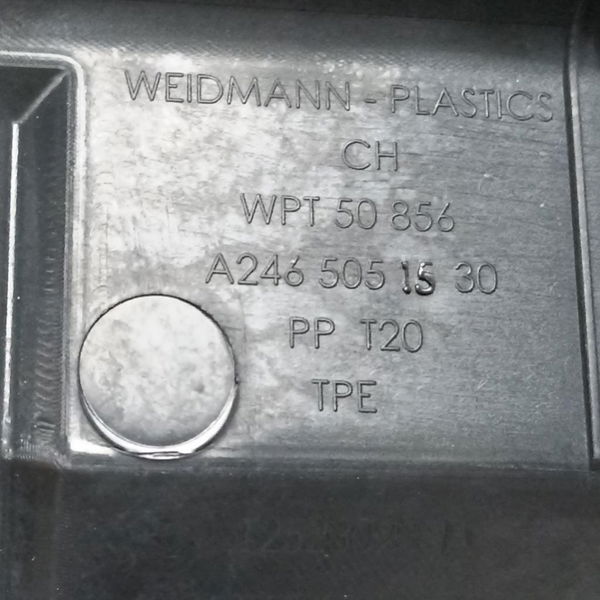 WEIDMANN - PLASTICS
CH
WPT 50 856
A246 505 15 30
PP T20
TPE